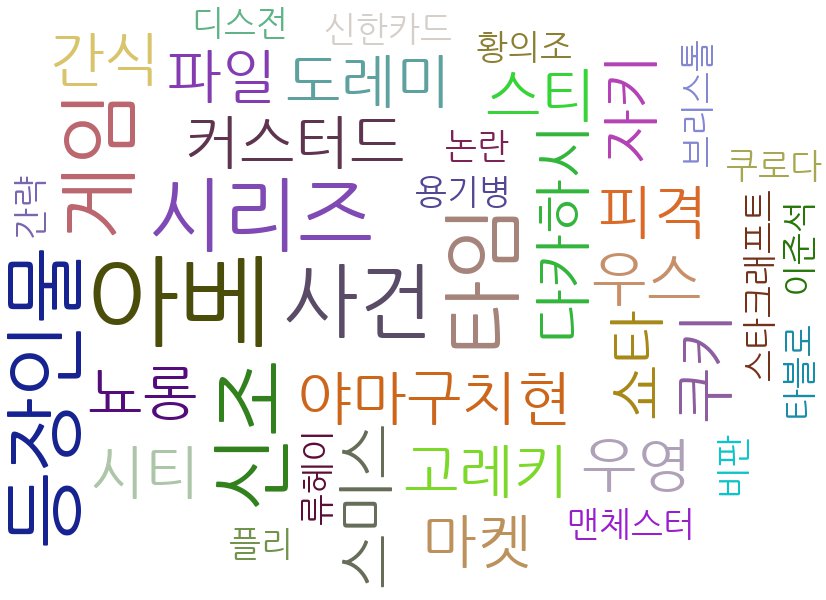 디스전
신한카드
황의조
간식
파일
도레미
스티
자키
브리스톨
게임
커스터드
논란
다카하시
쿠로다
간략
시리즈
용기병
피격
스타크래프트
이준석
등장인물
아베
사건
타임
우스
쇼타
쿠키
타블로
뇨롱
신조
야마구치현
시티
류헤이
스미스
고레키
우영
비판
플리
마켓
맨체스터